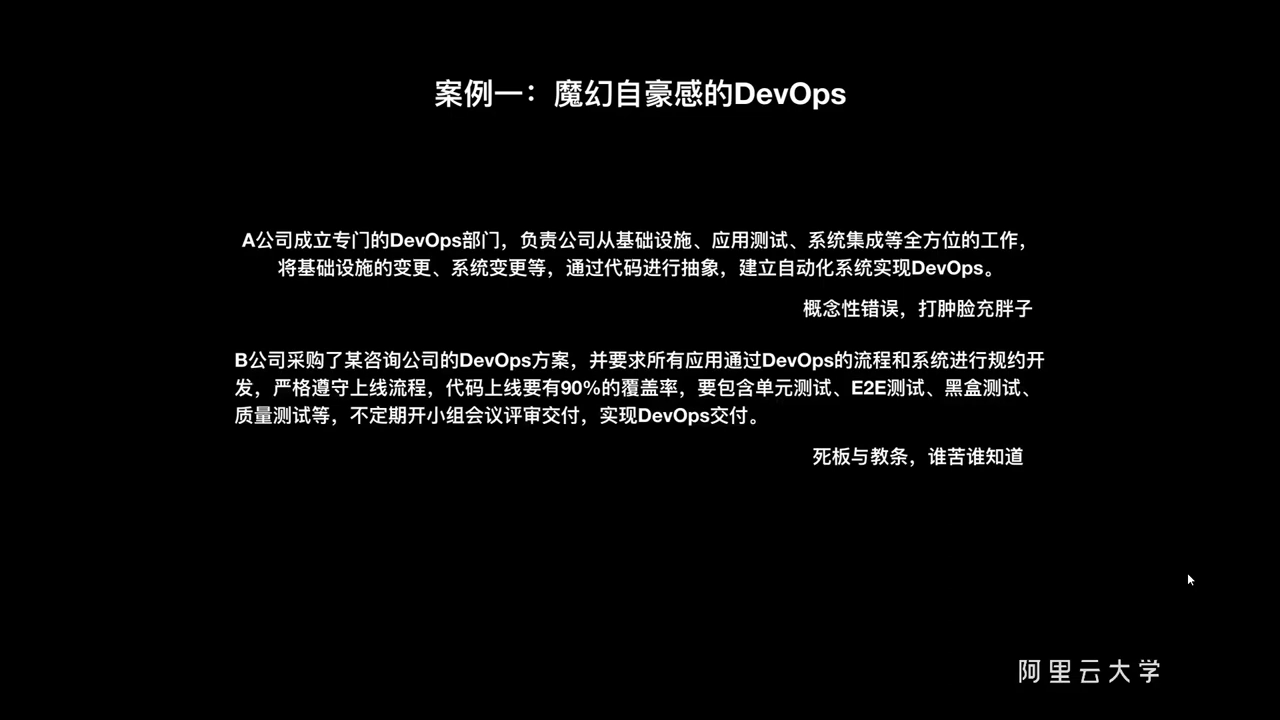 案例一：魔幻自豪感的DevOps
A公司成立专门的DevOps部门，负责公司从基础设施、应用测试、系统集成等全方位的工作，
将基础设施的变更、系统变更等，通过代码进行抽象，建立自动化系统实现DevOps。
概念性错误，打肿脸充胖子
B公司采购了某咨询公司的DevOps方案，并要求所有应用通过DevOps的流程和系统进行规约开
发，严格遵守上线流程，代码上线要有90%的覆盖率，要包含单元测试、E2E测试、黑盒测试、
质量测试等，不定期开小组会议评审交付，实现DevOps交付。
死板与教条，谁苦谁知道
阿里云大学